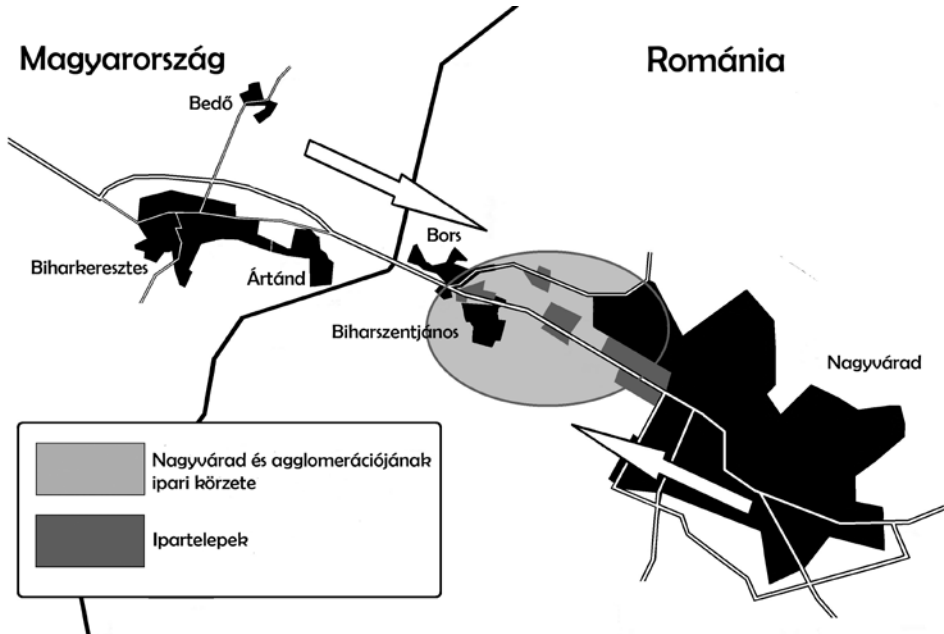 Magyarország
Románia
Bedő
Bors
Biharkeresztes
Ártánd
Biharszentjános
Nagyvárad
Nagyvárad és agglomerációjának
ipari körzete
Ipartelepek